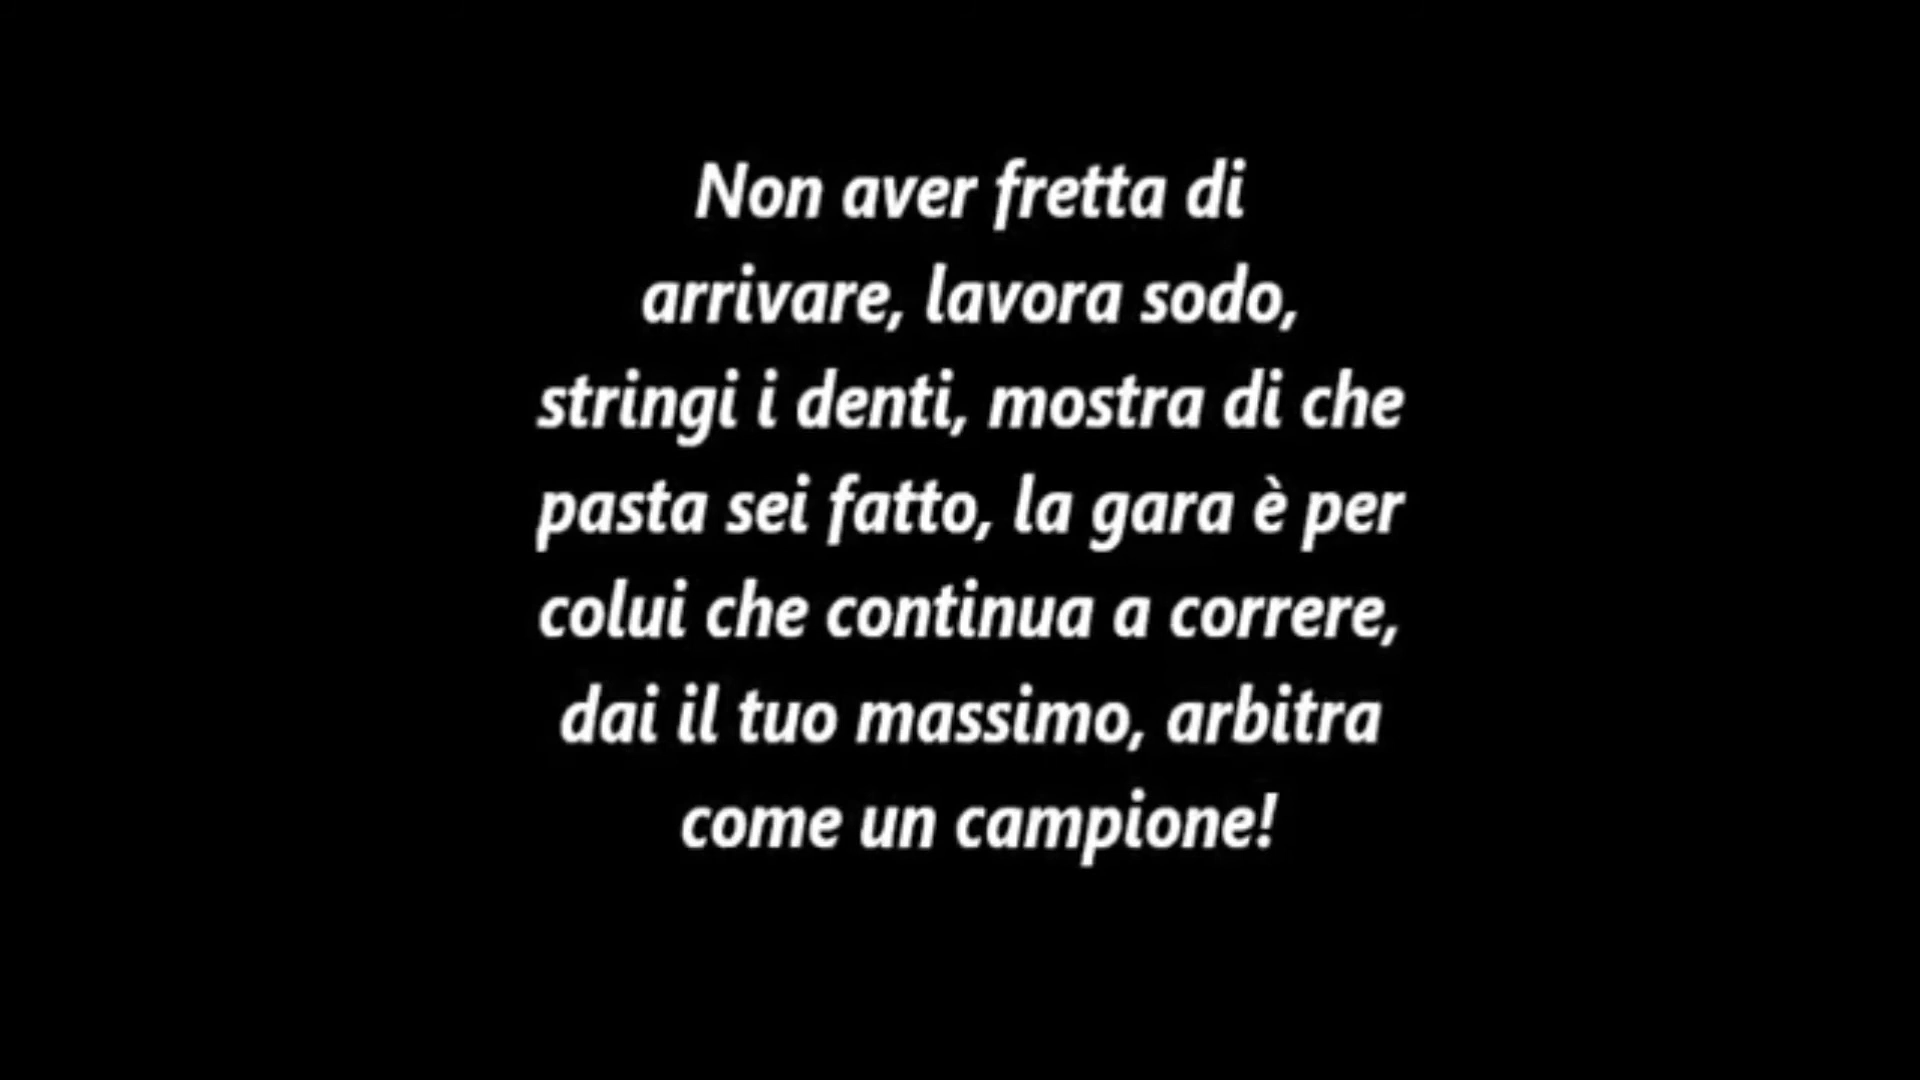 Non aver fretta di
arrivare, lavora sodo,
stringi i denti, mostra di che
pasta sei fatto, la gara è per
colui che continua a correre,
dai il tuo massimo, arbitra
come un campione!